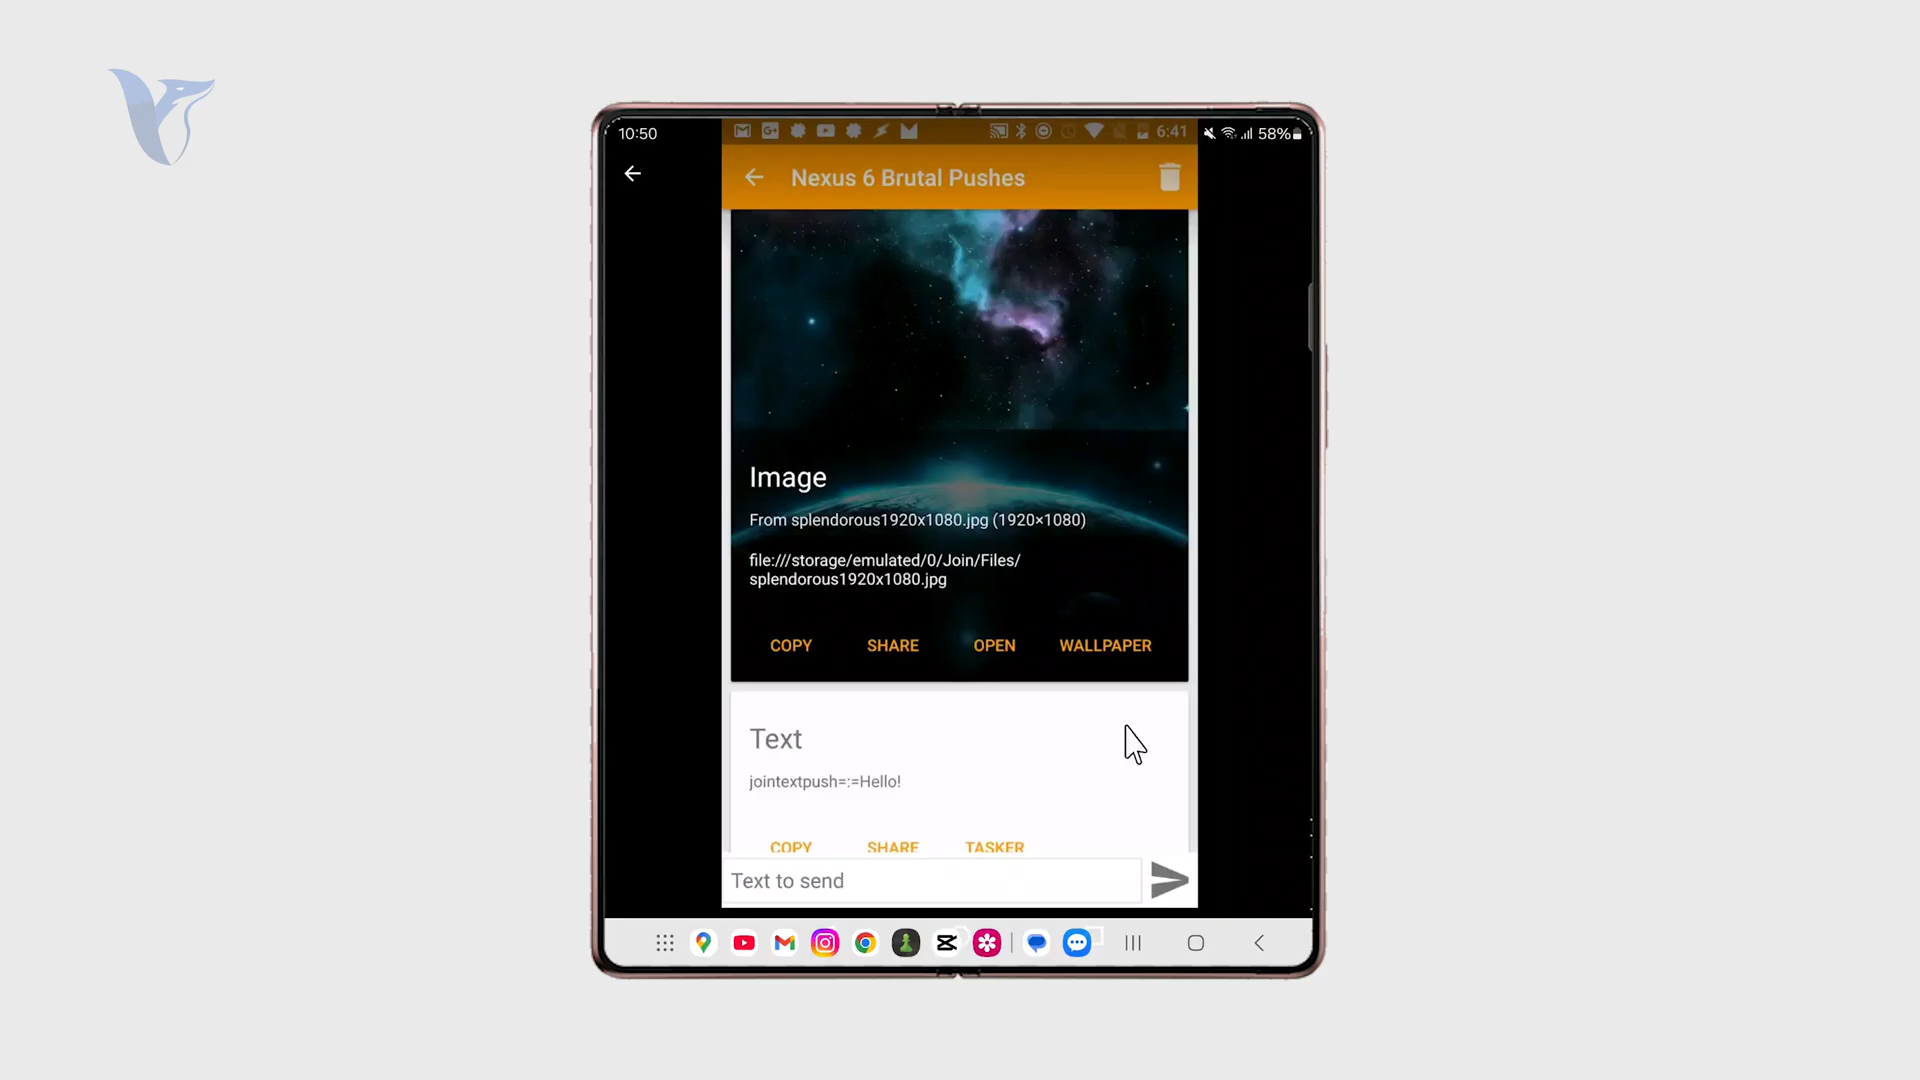 10:50
6:41
58%
Nexus 6 Brutal Pushes
Image
From splendorous1920x1080.jpg (1920×1080)
file:///storage/emulated/0/Join/Files/
splendorous1920x1080.jpg
COPY SHARE OPEN WALLPAPER
Text
jointextpush=:=Hello!
COPY SHARE TASKER
Text to send